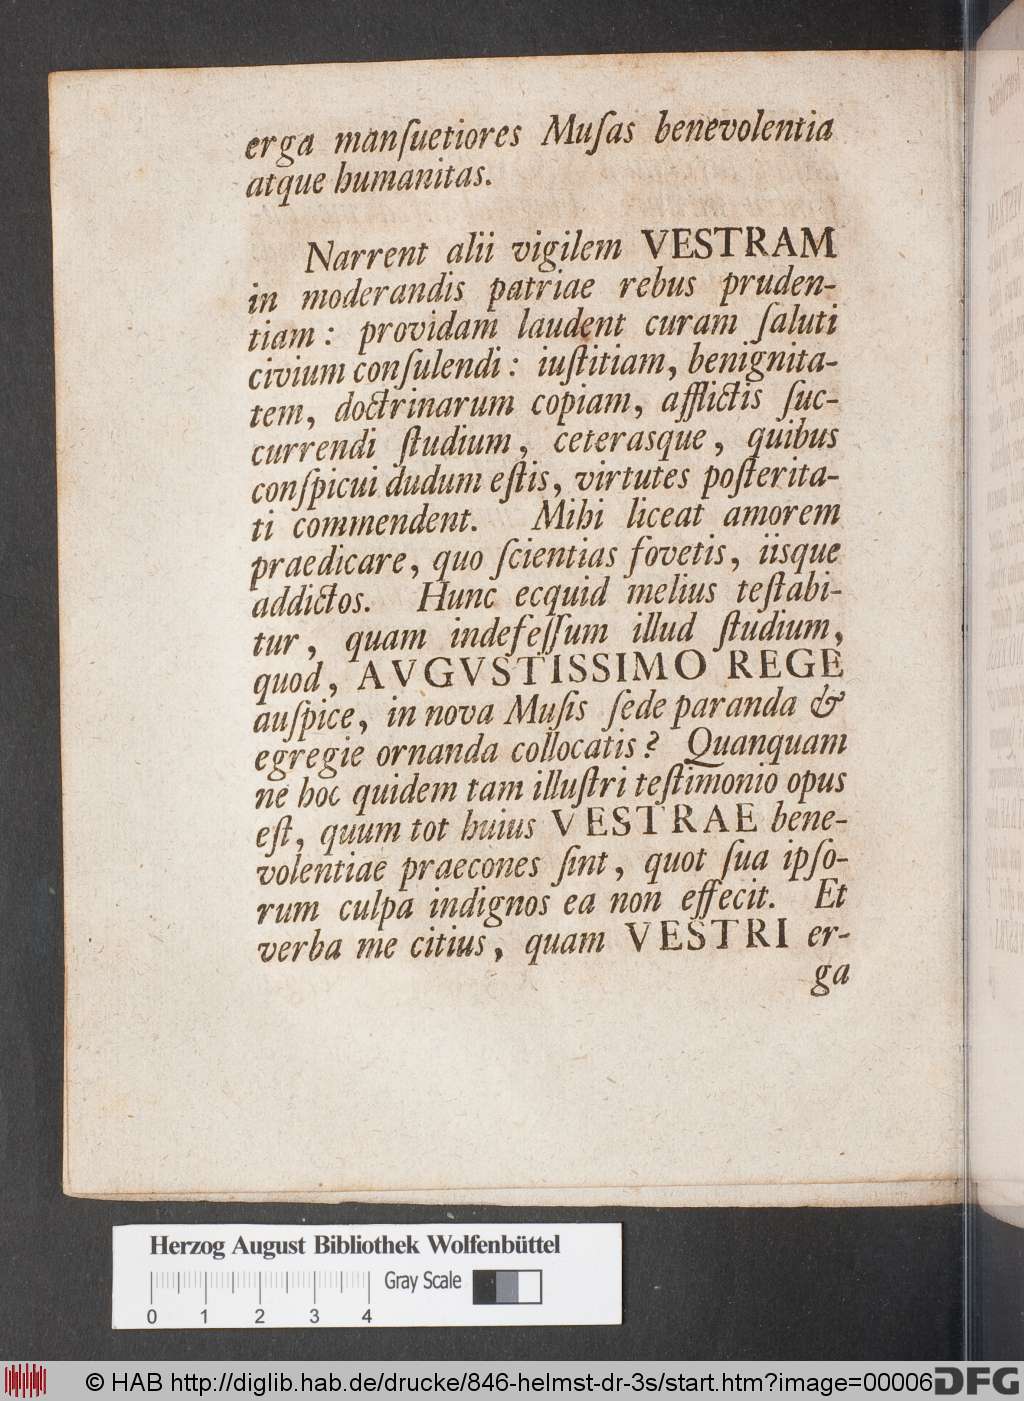 erga manſuetiores Muſas benevolentia
atque humanitas.
Narrent alii vigilem VESTRAM
in moderandis patriae rebus pruden-
tiam: providam laudent curam ſaluti
civium conſulendi: iuſtitiam, benignita-
tem, doctrinarum copiam, afflictis ſuc-
currendi ſtudium, ceterasque, quibus
conſpicui dudum eſtis, virtutes poſterita-
ti commendent. Mihi liceat amorem
praedicare, quo ſcientias fovetis, iisque
addictos. Hunc ecquid melius teſtabi-
tur, quam indefeſſum illud ſtudium,
quod, AVGVSTISSIMO REGE
auſpice, in nova Muſis ſede paranda &
egregie ornanda collocatis? Quanquam
ne hoc quidem tam illuſtri teſtimonio opus
eſt, quum tot huius VESTRAE bene-
volentiae praecones ſint, quot ſua ipſo-
rum culpa indignos ea non effecit. Et
verba me citius, quam VESTRI er-
ga
Herzog August Bibliothek Wolfenbüttel
Gray Scale
0 1 2 3 4
© HAB http://diglib.hab.de/drucke/846-helmst-dr-3s/start.htm?image=00006
DFG